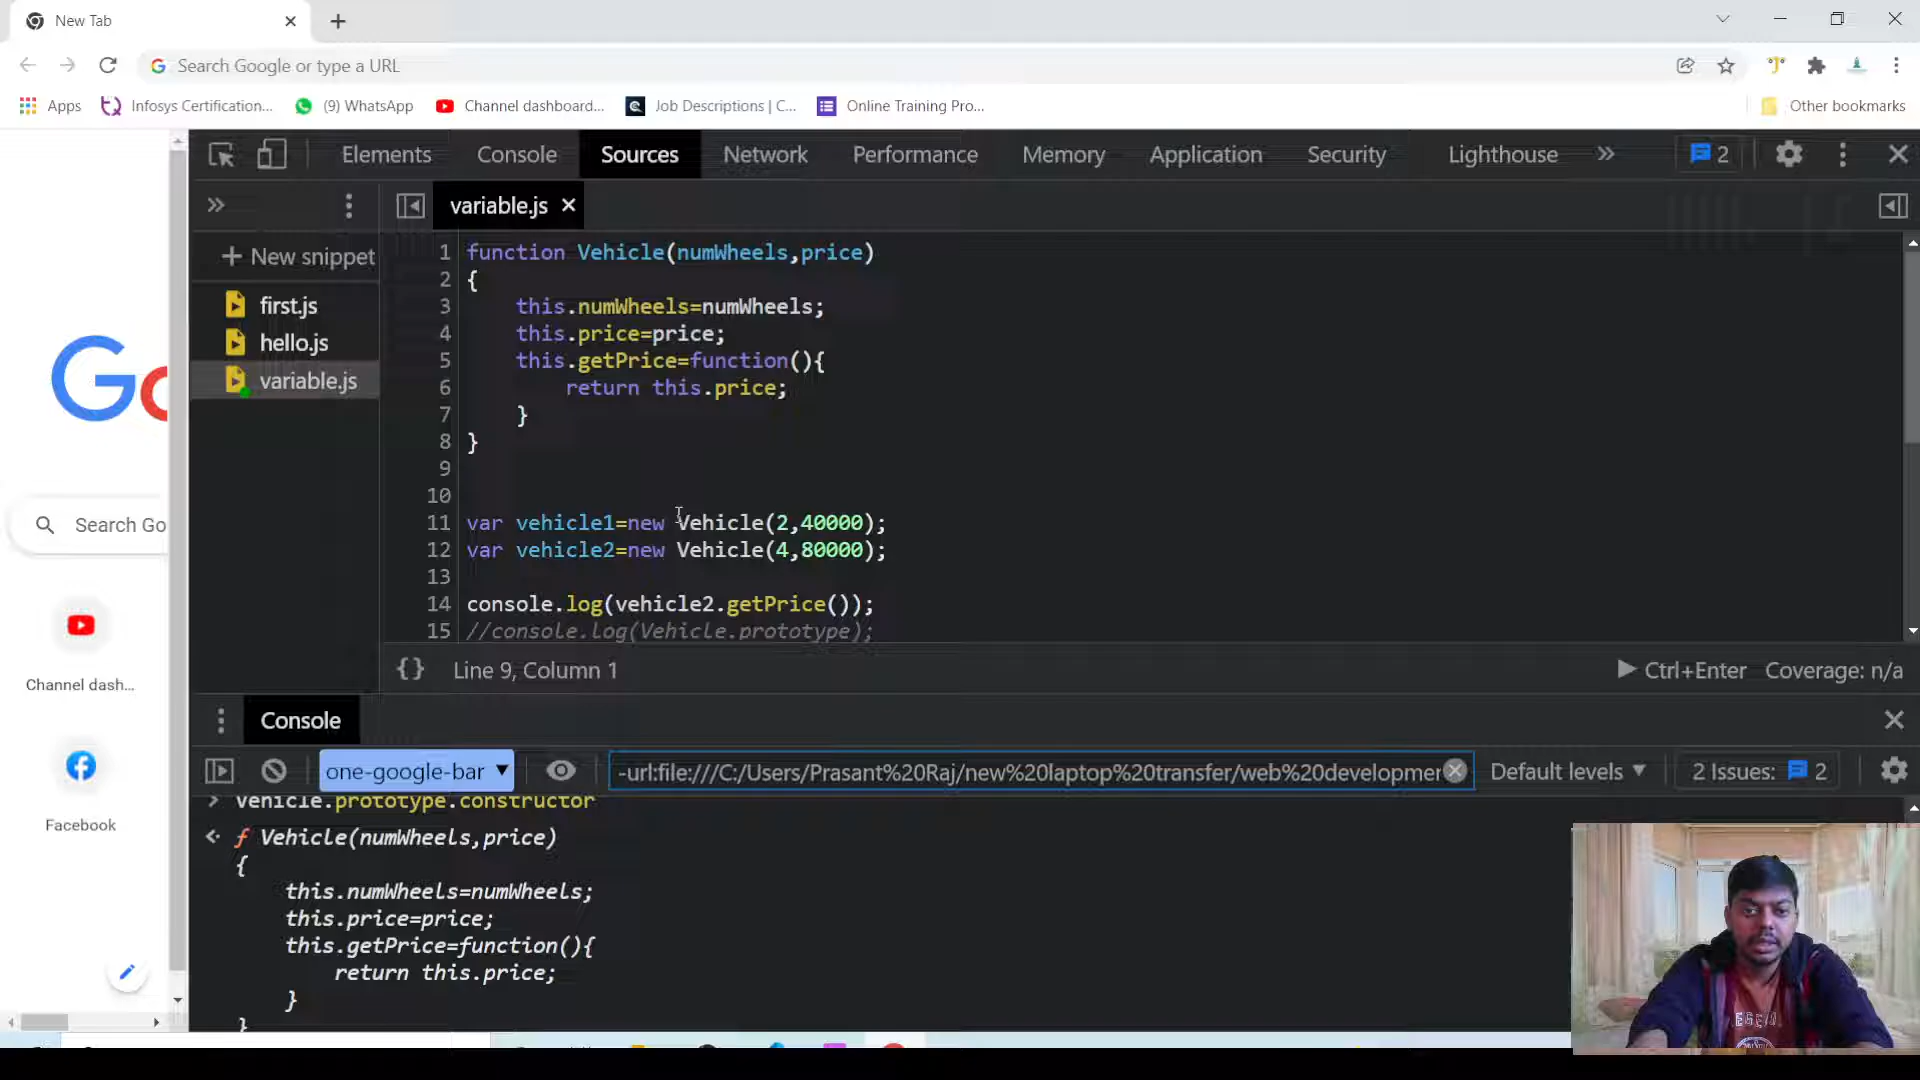 New Tab
Search Google or type a URL
Apps
Infosys Certification...
(9) WhatsApp
Channel dashboard...
Job Descriptions | C...
Online Training Pro...
Other bookmarks
Elements
Console
Sources
Network
Performance
Memory
Application
Security
Lighthouse
2
variable.js
New snippet
first.js
hello.js
variable.js
1 function Vehicle(numWheels,price)
2 {
3 this.numWheels=numWheels;
4 this.price=price;
5 this.getPrice=function(){
6 return this.price;
7 }
8 }
9
10
11 var vehicle1=new Vehicle(2,40000);
12 var vehicle2=new Vehicle(4,80000);
13
14 console.log(vehicle2.getPrice());
15 //console.log(Vehicle.prototype);
{} Line 9, Column 1
Ctrl+Enter
Coverage: n/a
Console
one-google-bar
-url:file:///C:/Users/Prasant%20Raj/new%20laptop%20transfer/web%20developmer
Default levels
2 Issues:
2
Vehicle.prototype.constructor
f Vehicle(numWheels,price)
{
this.numWheels=numWheels;
this.price=price;
this.getPrice=function(){
return this.price;
}
}
Go
Search Go
Channel dash...
Facebook